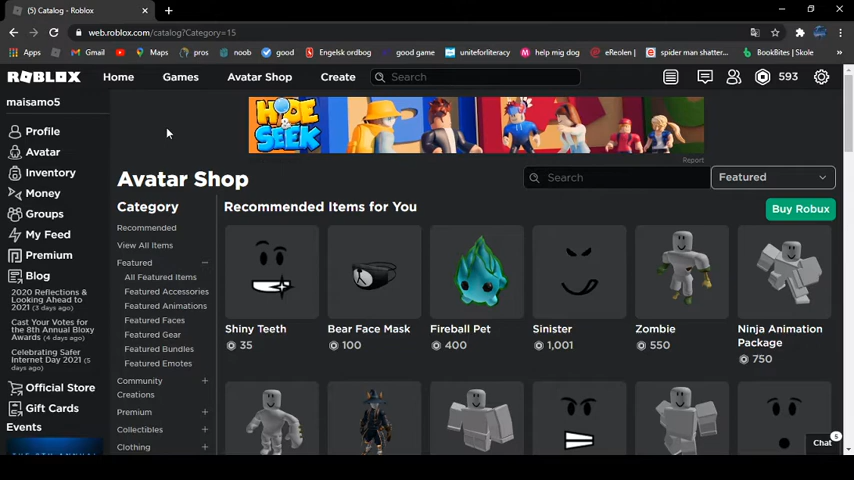 (5) Catalog - Roblox
web.roblox.com/catalog?Category=15
Apps Gmail YouTube Maps pros noob good Engelsk ordbog good game uniteforliteracy help mig dog eReolen spider man shatter... BookBites | Skole
ROBLOX Home Games Avatar Shop Create Search 593
maisamo5
Profile
Avatar
Inventory
Money
Groups
My Feed
Premium
Blog
2020 Reflections &
Looking Ahead to
2021 (3 days ago)
Cast Your Votes for
the 8th Annual Bloxy
Awards (4 days ago)
Celebrating Safer
Internet Day 2021 (5
days ago)
Official Store
Gift Cards
Events
HIDE
SEEK
Report
Avatar Shop
Search
Featured
Category
Recommended
View All Items
Featured
All Featured Items
Featured Accessories
Featured Animations
Featured Faces
Featured Gear
Featured Bundles
Featured Emotes
Community
Creations
Premium
Collectibles
Clothing
Recommended Items for You
Buy Robux
Shiny Teeth
35
Bear Face Mask
100
Fireball Pet
400
Sinister
1,001
Zombie
550
Ninja Animation
Package
750
Chat
5